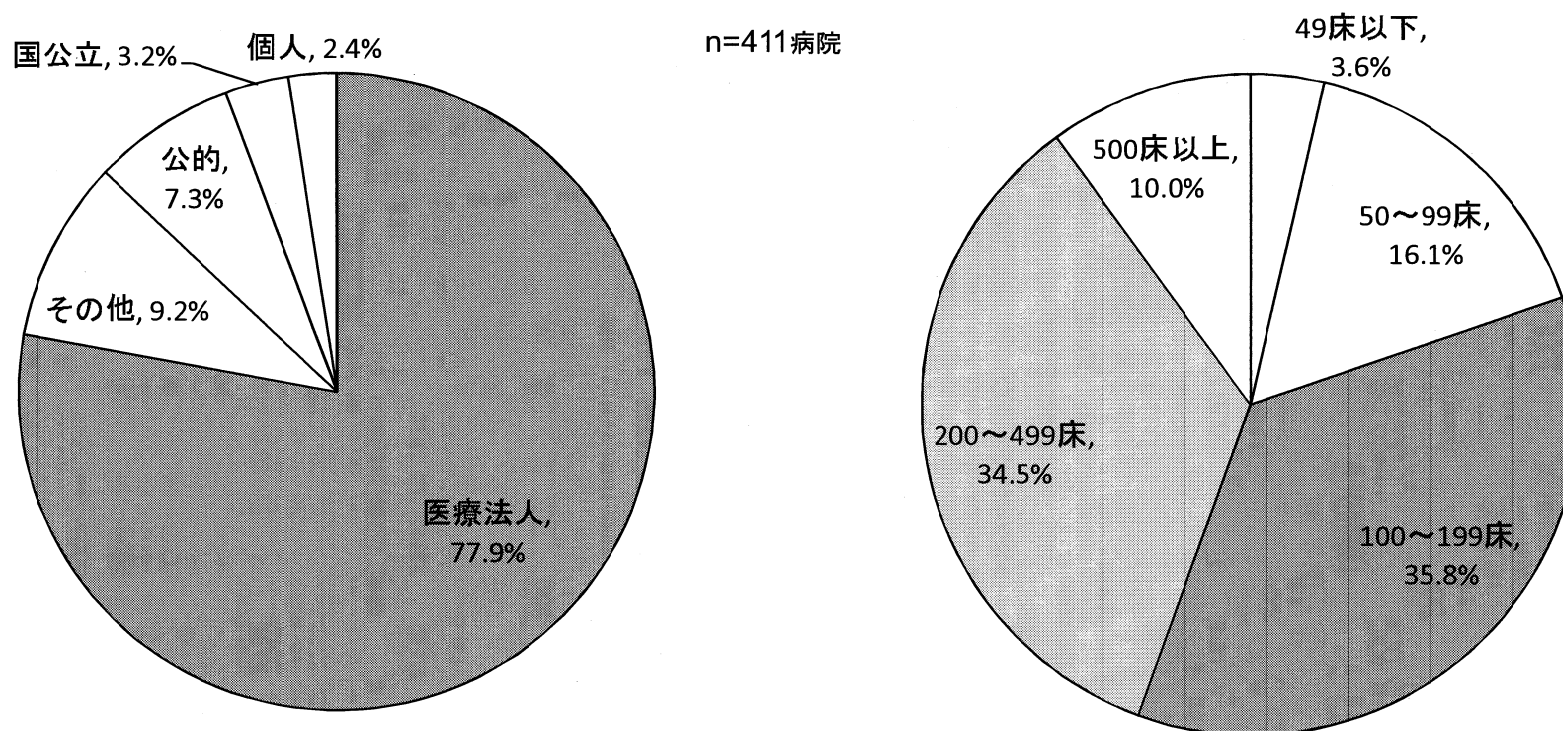 国公立, 3.2%
個人, 2.4%
公的,
7.3%
その他, 9.2%
医療法人,
77.9%
n=411病院
49床以下,
3.6%
500床以上,
10.0%
50～99床,
16.1%
200～499床,
34.5%
100～199床,
35.8%